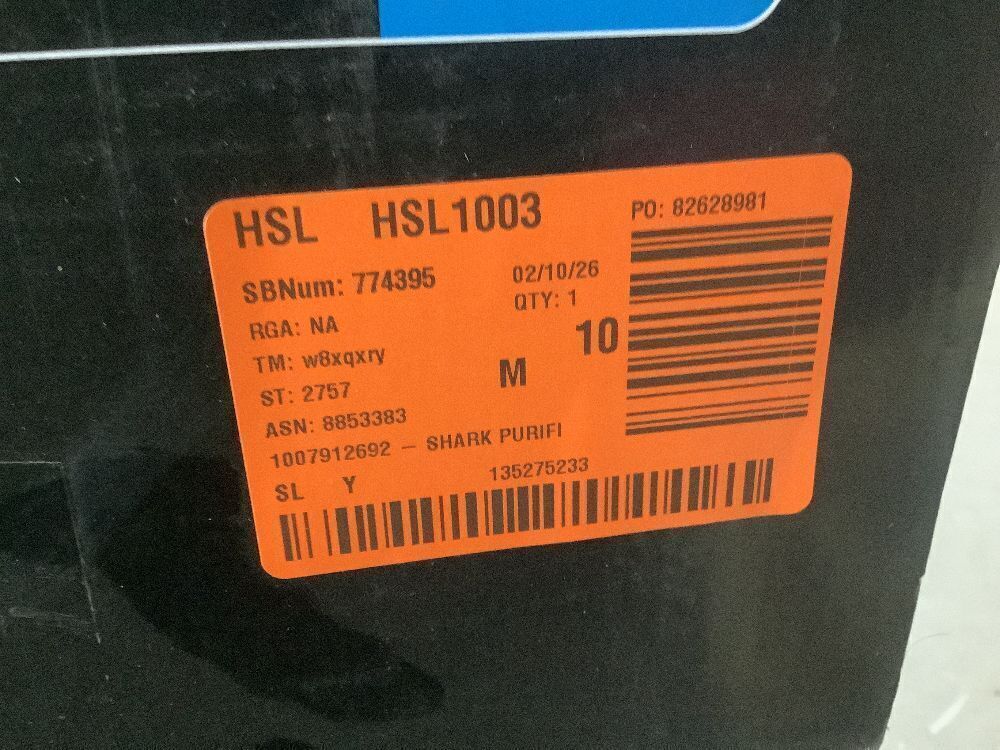 HSL HSL1003 PO: 82628981
SBNum: 774395 02/10/26
RGA: NA QTY: 1
TM: w8xqxry M 10
ST: 2757
ASN: 8853383
1007912692 – SHARK PURIFI
SL Y 135275233